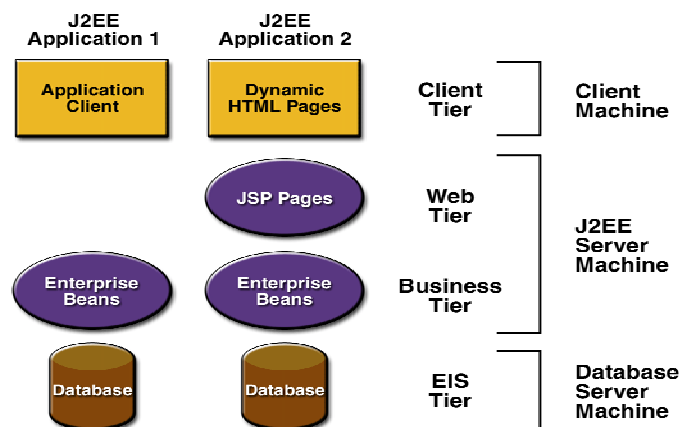 J2EE
Application 1
J2EE
Application 2
Application
Client
Dynamic
HTML Pages
Client
Tier
Client
Machine
JSP Pages
Web
Tier
J2EE
Server
Machine
Enterprise
Beans
Enterprise
Beans
Business
Tier
Database
Database
EIS
Tier
Database
Server
Machine